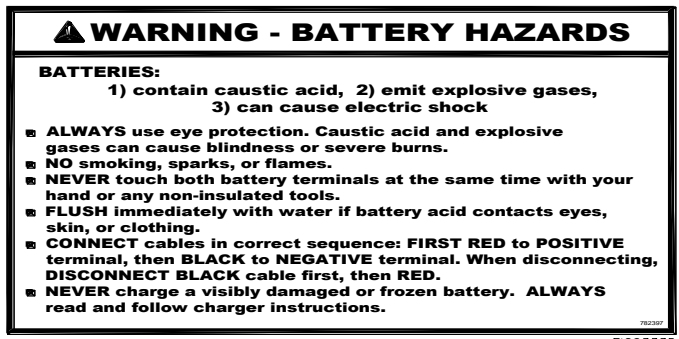 WARNING - BATTERY HAZARDS
BATTERIES:
1) contain caustic acid, 2) emit explosive gases,
3) can cause electric shock
ALWAYS use eye protection. Caustic acid and explosive
gases can cause blindness or severe burns.
NO smoking, sparks, or flames.
NEVER touch both battery terminals at the same time with your
hand or any non-insulated tools.
FLUSH immediately with water if battery acid contacts eyes,
skin, or clothing.
CONNECT cables in correct sequence: FIRST RED to POSITIVE
terminal, then BLACK to NEGATIVE terminal. When disconnecting,
DISCONNECT BLACK cable first, then RED.
NEVER charge a visibly damaged or frozen battery. ALWAYS
read and follow charger instructions.
782397